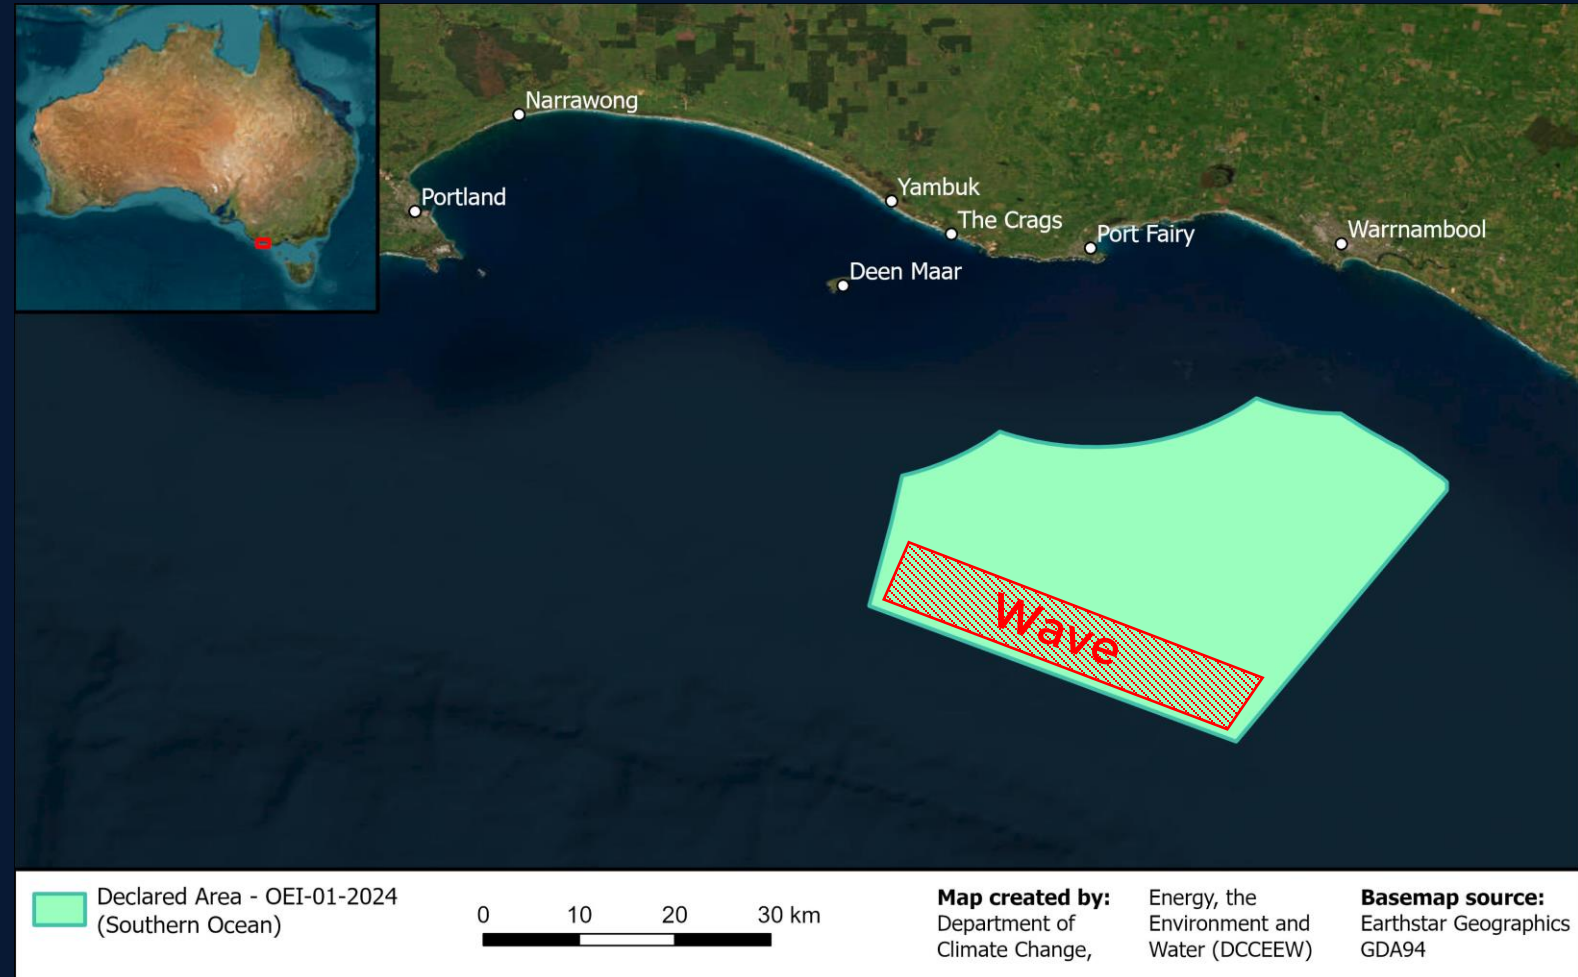 Narrawong
Portland
Yambuk
The Crags
Port Fairy
Warrnambool
Deen Maar
Wave
Declared Area - OEI-01-2024
(Southern Ocean)
0 10 20 30 km
Map created by:
Department of
Climate Change,
Energy, the
Environment and
Water (DCCEEW)
Basemap source:
Earthstar Geographics
GDA94